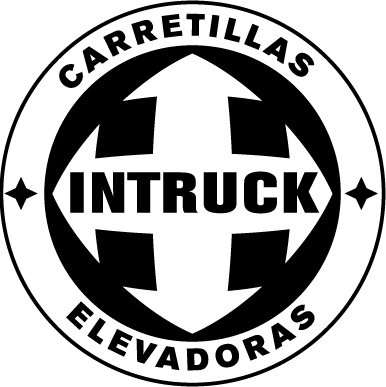 CARRETILLAS
INTRUCK
ELEVADORAS